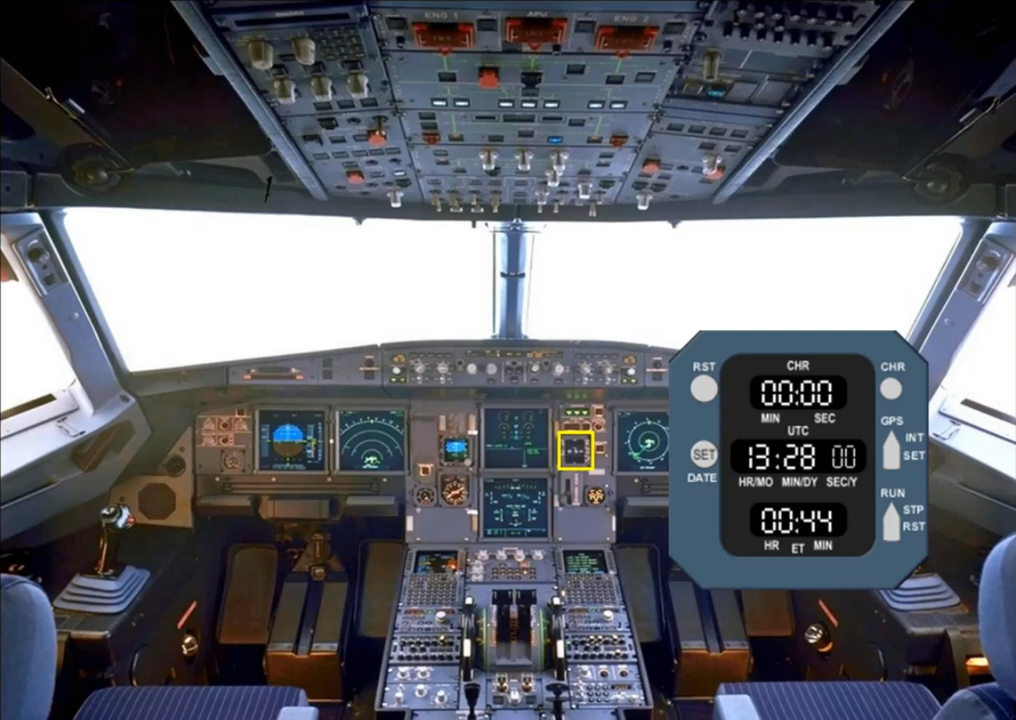 ENG 1
APU
ENG 2
RST
CHR
CHR
00:00
MIN SEC
GPS
UTC
INT
SET
SET
13:28 00
DATE
HR/MO MIN/DY SEC/Y
RUN
STP
RST
00:44
HR ET MIN